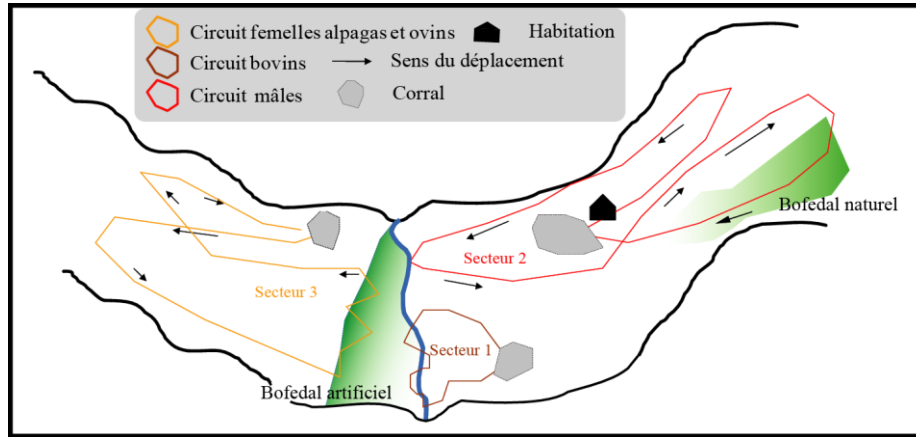 Circuit femelles alpagas et ovins
Habitation
Circuit bovins
Sens du déplacement
Circuit mâles
Corral
Bofedal naturel
Secteur 2
Secteur 3
Secteur 1
Bofedal artificiel